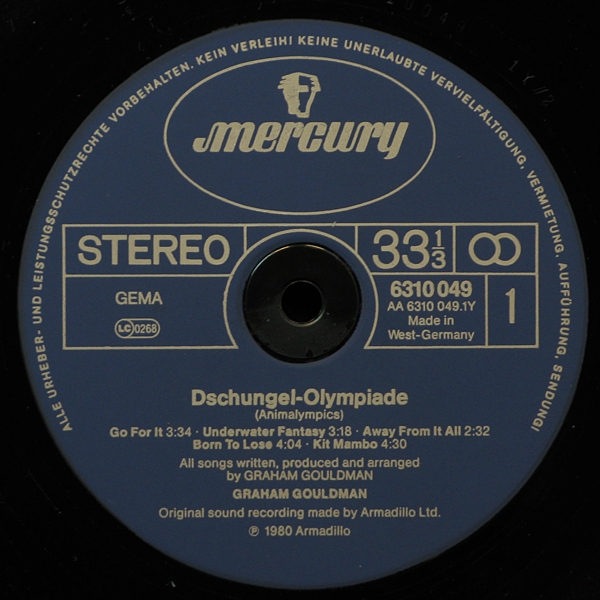 ALLE URHEBER- UND LEISTUNGSSCHUTZRECHTE VORBEHALTEN. KEIN VERLEIH! KEINE UNERLAUBTE VERVIELFÄLTIGUNG, VERMIETUNG, AUFFÜHRUNG, SENDUNG!
mercury
STEREO
33 1/3
GEMA
LC 0268
6310 049
AA 6310 049.1Y
Made in
West-Germany
1
Dschungel-Olympiade
(Animalympics)
Go For It 3:34 · Underwater Fantasy 3:18 · Away From It All 2:32
Born To Lose 4:04 · Kit Mambo 4:30
All songs written, produced and arranged
by GRAHAM GOULDMAN
GRAHAM GOULDMAN
Original sound recording made by Armadillo Ltd.
℗ 1980 Armadillo